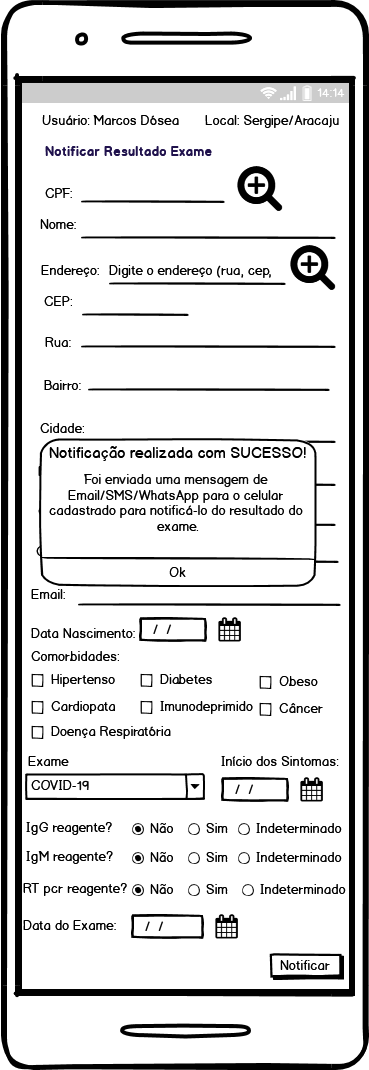 14:14
Usuário: Marcos Dósea Local: Sergipe/Aracaju
Notificar Resultado Exame
CPF:
Nome:
Endereço: Digite o endereço (rua, cep,
CEP:
Rua:
Bairro:
Cidade:
Notificação realizada com SUCESSO!
Foi enviada uma mensagem de
Email/SMS/WhatsApp para o celular
cadastrado para notificá-lo do resultado do
exame.
Ok
Email:
Data Nascimento: / /
Comorbidades:
Hipertenso Diabetes Obeso
Cardiopata Imunodeprimido Câncer
Doença Respiratória
Exame Início dos Sintomas:
COVID-19 / /
IgG reagente? Não Sim Indeterminado
IgM reagente? Não Sim Indeterminado
RT pcr reagente? Não Sim Indeterminado
Data do Exame: / /
Notificar